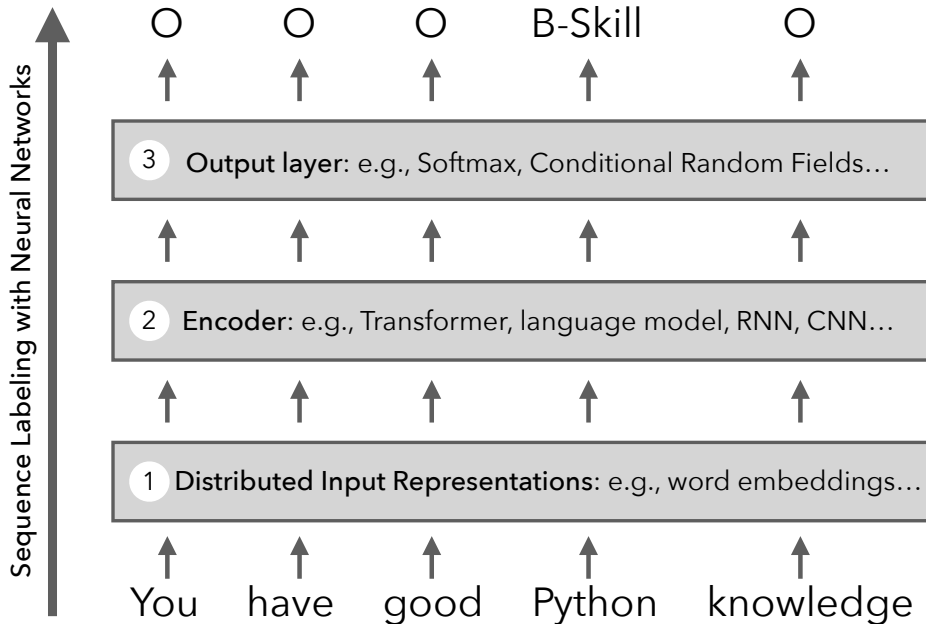 Sequence Labeling with Neural Networks
O O O B-Skill O
3 Output layer: e.g., Softmax, Conditional Random Fields…
2 Encoder: e.g., Transformer, language model, RNN, CNN…
1 Distributed Input Representations: e.g., word embeddings…
You have good Python knowledge